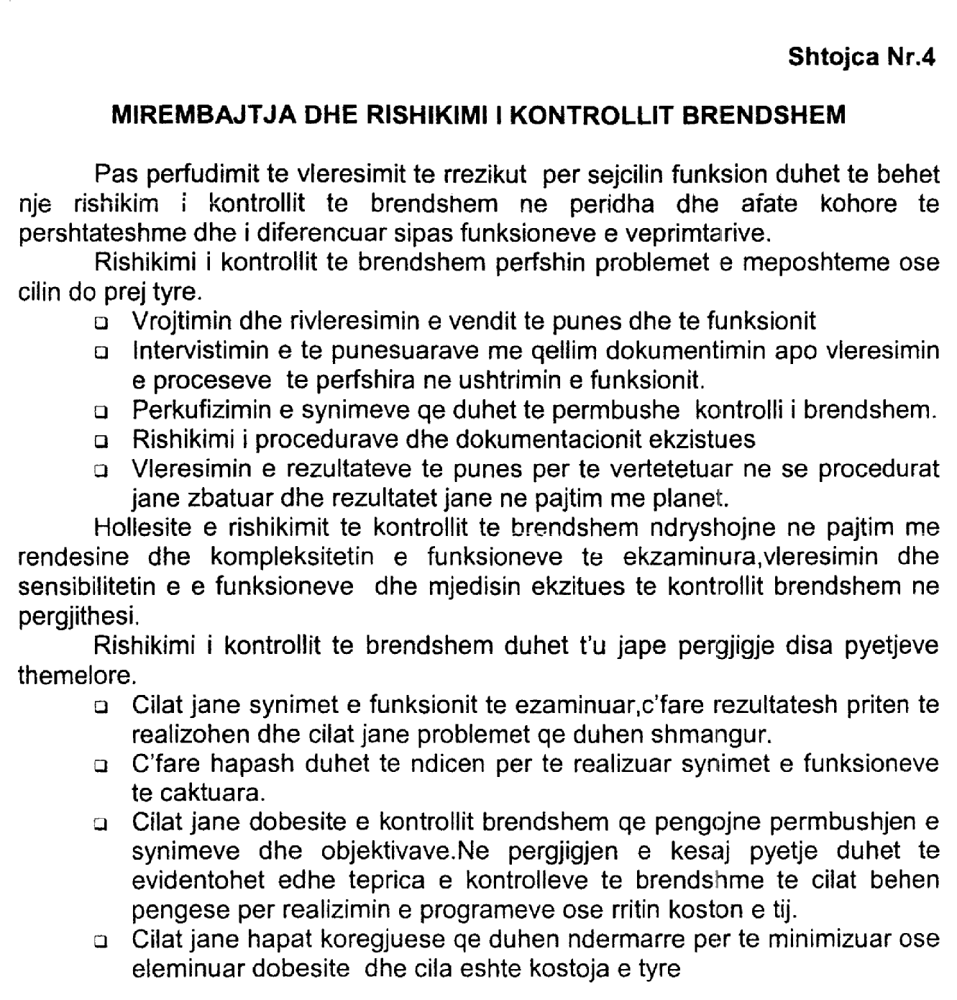 Shtojca Nr.4
MIREMBAJTJA DHE RISHIKIMI I KONTROLLIT BRENDSHEM
Pas perfudimit te vleresimit te rrezikut per sejcilin funksion duhet te behet
nje rishikim i kontrollit te brendshem ne peridha dhe afate kohore te
pershtateshme dhe i diferencuar sipas funksioneve e veprimtarive.
Rishikimi i kontrollit te brendshem perfshin problemet e meposhteme ose
cilin do prej tyre.
❑ Vrojtimin dhe rivleresimin e vendit te punes dhe te funksionit
❑ Intervistimin e te punesuarave me qellim dokumentimin apo vleresimin
e proceseve te perfshira ne ushtrimin e funksionit.
❑ Perkufizimin e synimeve qe duhet te permbushe kontrolli i brendshem.
❑ Rishikimi i procedurave dhe dokumentacionit ekzistues
❑ Vleresimin e rezultateve te punes per te vertetetuar ne se procedurat
jane zbatuar dhe rezultatet jane ne pajtim me planet.
Hollesite e rishikimit te kontrollit te brendshem ndryshojne ne pajtim me
rendesine dhe kompleksitetin e funksioneve te ekzaminura,vleresimin dhe
sensibilitetin e e funksioneve dhe mjedisin ekzitues te kontrollit brendshem ne
pergjithesi.
Rishikimi i kontrollit te brendshem duhet t'u jape pergjigje disa pyetjeve
themelore.
❑ Cilat jane synimet e funksionit te ezaminuar,c'fare rezultatesh priten te
realizohen dhe cilat jane problemet qe duhen shmangur.
❑ C'fare hapash duhet te ndicen per te realizuar synimet e funksioneve
te caktuara.
❑ Cilat jane dobesite e kontrollit brendshem qe pengojne permbushjen e
synimeve dhe objektivave.Ne pergjigjen e kesaj pyetje duhet te
evidentohet edhe teprica e kontrolleve te brendshme te cilat behen
pengese per realizimin e programeve ose rritin koston e tij.
❑ Cilat jane hapat koregjuese qe duhen ndermarre per te minimizuar ose
eleminuar dobesite dhe cila eshte kostoja e tyre